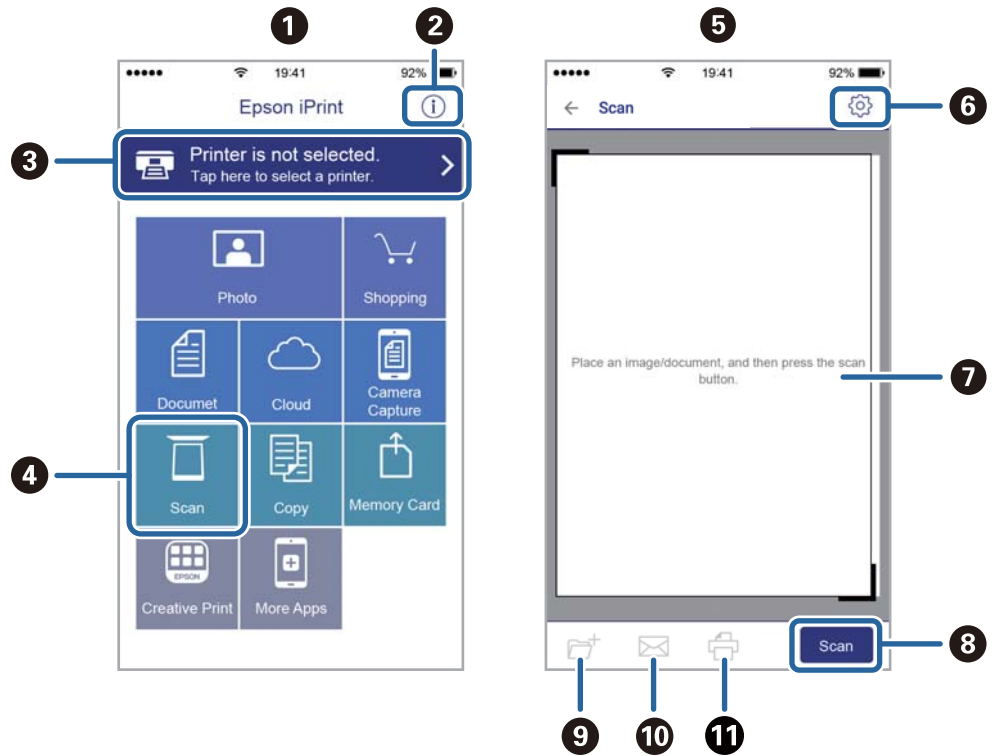 1
2
5
19:41
92%
19:41
92%
Epson iPrint
i
Scan
6
3
Printer is not selected.
Tap here to select a printer.
Photo
Shopping
Place an image/document, and then press the scan
button.
7
Documet
Cloud
Camera
Capture
4
Scan
Copy
Memory Card
EPSON
Creative Print
More Apps
Scan
8
9
10
11